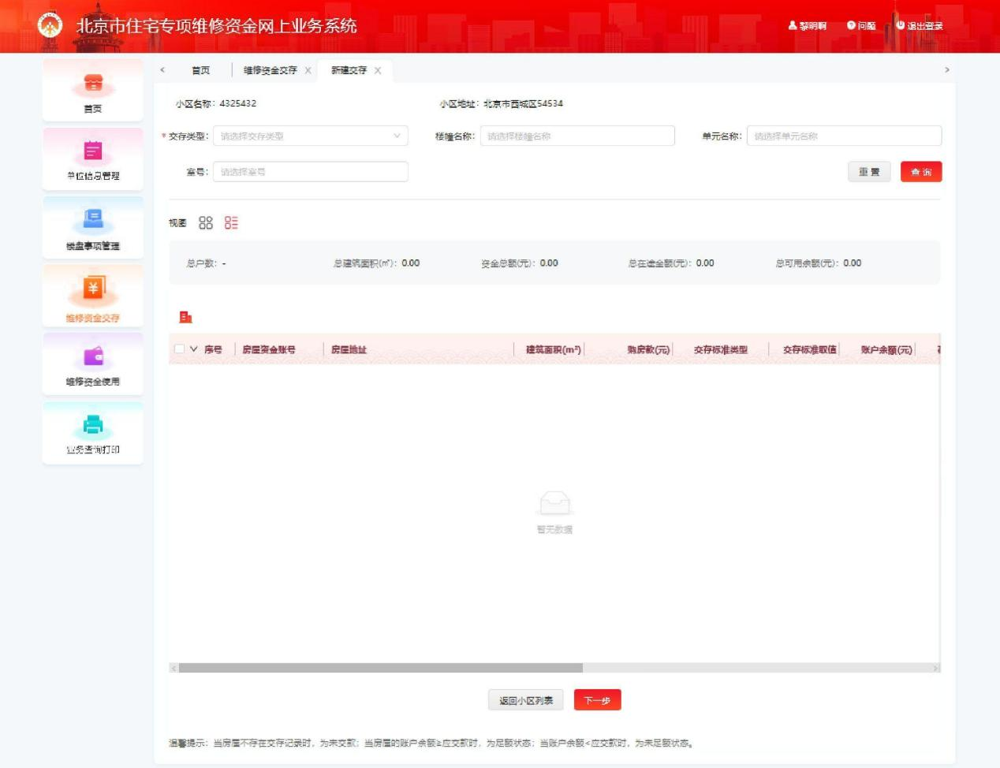 北京市住宅专项维修资金网上业务系统
黎明啊 问题 退出登录
首页
单位信息管理
楼盘事项管理
维修资金交存
维修资金使用
业务查询打印
首页 维修资金交存 新建交存
小区名称：4325432 小区地址：北京市西城区54534
*交存类型： 请选择交存类型 楼幢名称： 请选择楼幢名称 单元名称： 请选择单元名称
室号： 请选择室号 重置 查询
视图
总户数：- 总建筑面积(㎡)：0.00 资金总额(元)：0.00 总在途金额(元)：0.00 总可用余额(元)：0.00
序号 房屋资金账号 房屋地址 建筑面积(m²) 购房款(元) 交存标准类型 交存标准取值 账户余额(元)
暂无数据
返回小区列表 下一步
温馨提示：当房屋不存在交存记录时，为未交款；当房屋的账户余额≥应交款时，为足额状态；当账户余额<应交款时，为未足额状态。